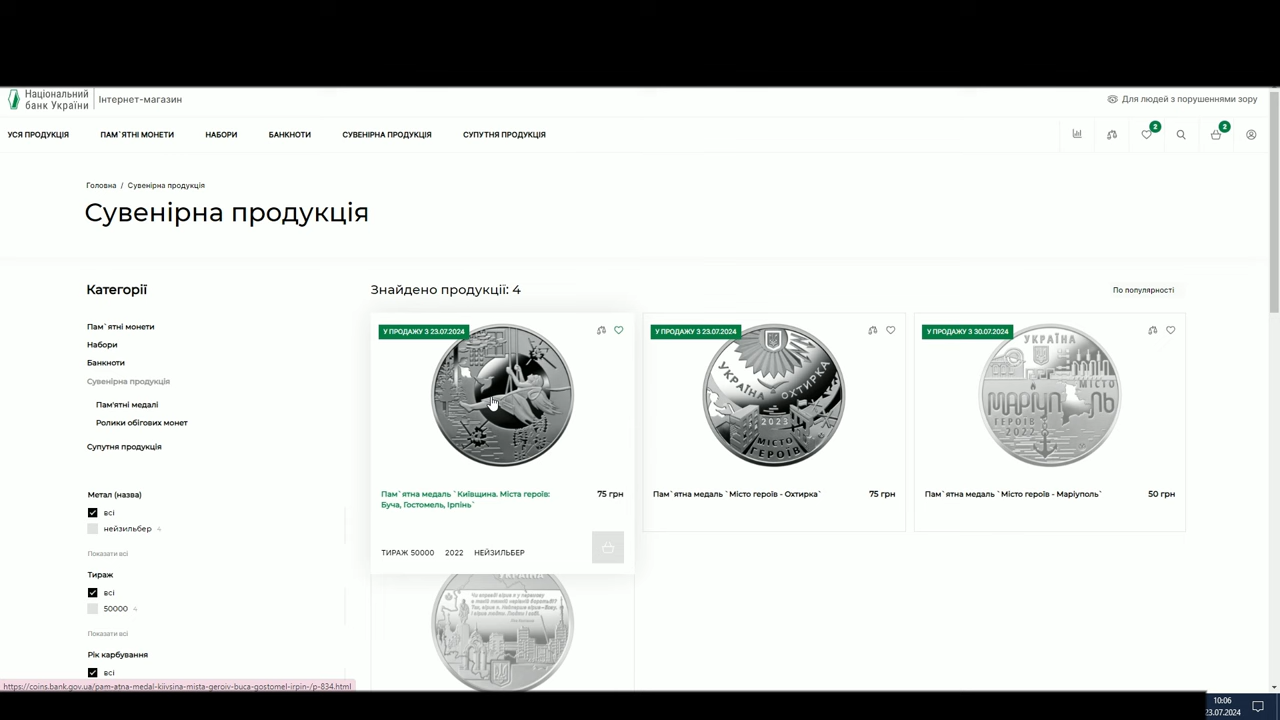 Національний
банк України
Інтернет-магазин
Для людей з порушеннями зору
УСЯ ПРОДУКЦІЯ
ПАМ`ЯТНІ МОНЕТИ
НАБОРИ
БАНКНОТИ
СУВЕНІРНА ПРОДУКЦІЯ
СУПУТНЯ ПРОДУКЦІЯ
2
2
Головна / Сувенірна продукція
Сувенірна продукція
Категорії
Пам`ятні монети
Набори
Банкноти
Сувенірна продукція
Пам'ятні медалі
Ролики обігових монет
Супутня продукція
Метал (назва)
всі
нейзильбер 4
Показати всі
Тираж
всі
50000 4
Показати всі
Рік карбування
всі
Знайдено продукції: 4
По популярності
У ПРОДАЖУ З 23.07.2024
Пам`ятна медаль `Київщина. Міста героїв:
Буча, Гостомель, Ірпінь`
75 грн
ТИРАЖ 50000 2022 НЕЙЗИЛЬБЕР
У ПРОДАЖУ З 23.07.2024
УКРАЇНА ОХТИРКА
2023
МІСТО
ГЕРОЇВ
Пам`ятна медаль `Місто героїв - Охтирка`
75 грн
У ПРОДАЖУ З 30.07.2024
УКРАЇНА
МІСТО
МАРІУПОЛЬ
ГЕРОЇВ
2022
Пам`ятна медаль `Місто героїв - Маріуполь`
50 грн
УКРАЇНА
https://coins.bank.gov.ua/pam-atna-medal-kiivsina-mista-geroiv-buca-gostomel-irpin-/p-834.html
10:06
23.07.2024